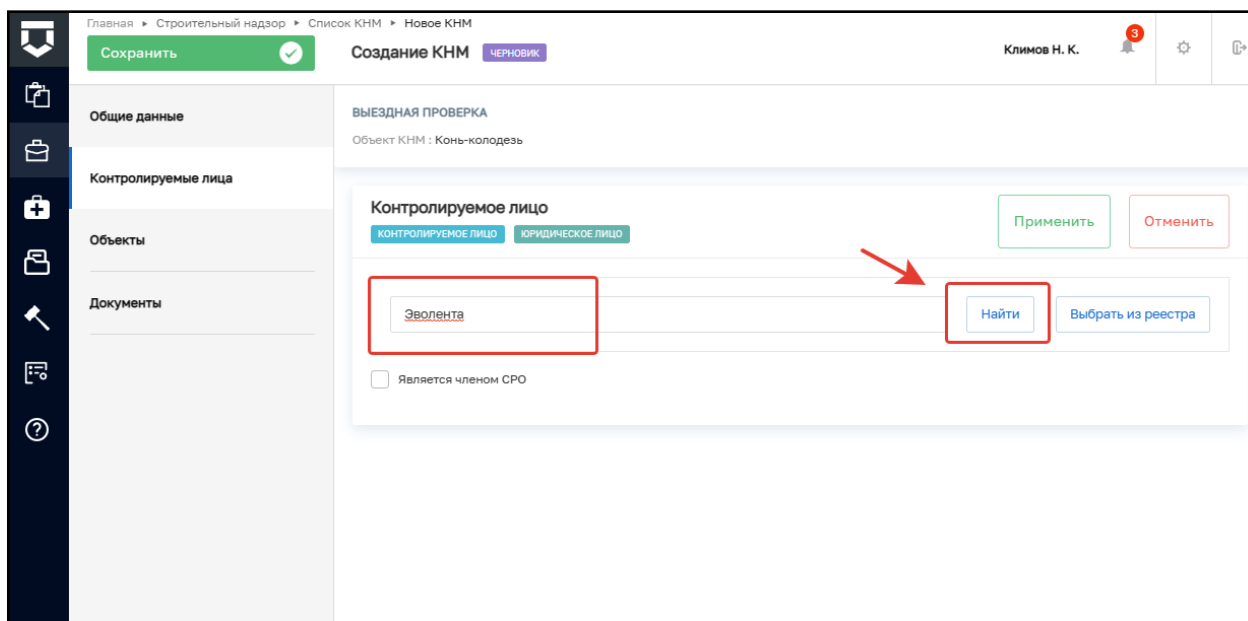 Главная ▸ Строительный надзор ▸ Список КНМ ▸ Новое КНМ
Сохранить
Создание КНМ ЧЕРНОВИК
Климов Н. К.
3
Общие данные
Контролируемые лица
Объекты
Документы
ВЫЕЗДНАЯ ПРОВЕРКА
Объект КНМ : Конь-колодезь
Контролируемое лицо
КОНТРОЛИРУЕМОЕ ЛИЦО ЮРИДИЧЕСКОЕ ЛИЦО
Применить Отменить
Эволента Найти Выбрать из реестра
Является членом СРО